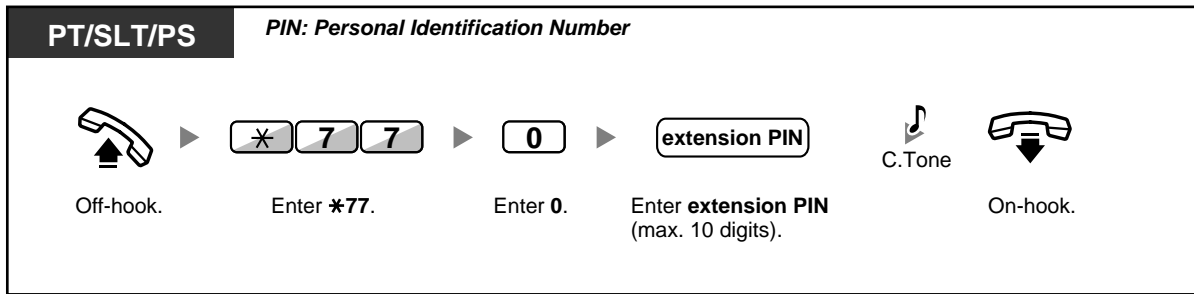 PT/SLT/PS
PIN: Personal Identification Number
✳ 7 7
0
extension PIN
C.Tone
Off-hook.
Enter ✳77.
Enter 0.
Enter extension PIN
(max. 10 digits).
On-hook.